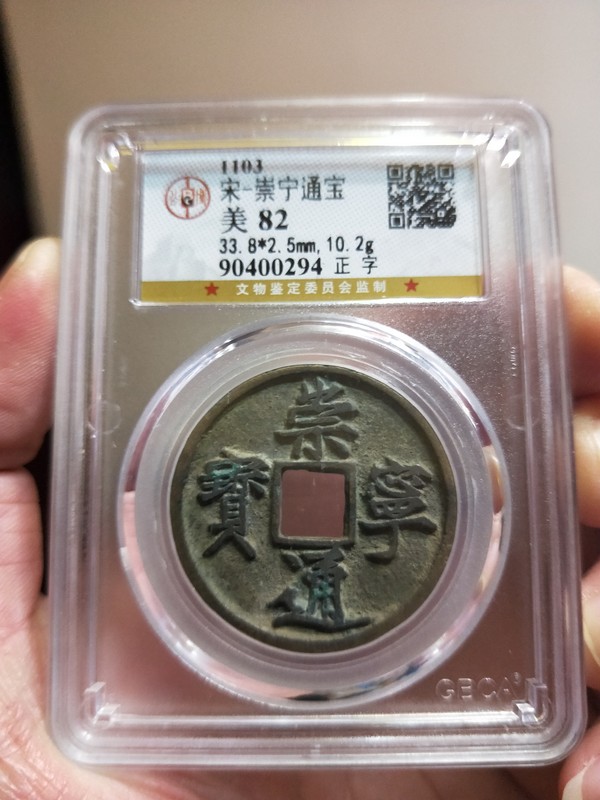 1103
宋-崇宁通宝
美 82
33.8*2.5mm,10.2g
90400294 正 字
★ 文物鉴定委员会监制 ★
崇
寶 寧
通
GBCA